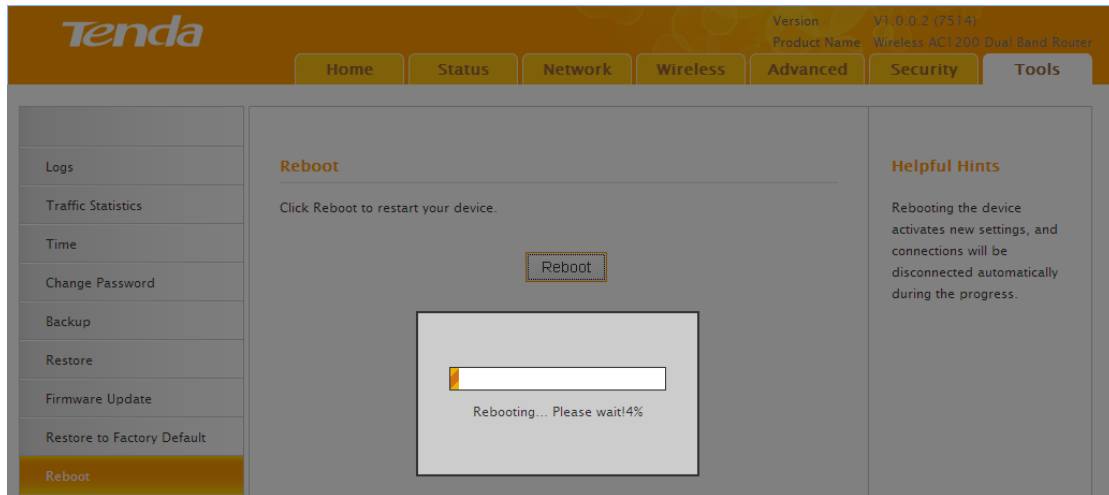 Tenda
Version V1.0.0.2 (7514)
Product Name Wireless AC1200 Dual Band Router
Home Status Network Wireless Advanced Security Tools
Logs
Traffic Statistics
Time
Change Password
Backup
Restore
Firmware Update
Restore to Factory Default
Reboot
Reboot
Click Reboot to restart your device.
Reboot
Rebooting... Please wait!4%
Helpful Hints
Rebooting the device
activates new settings, and
connections will be
disconnected automatically
during the progress.